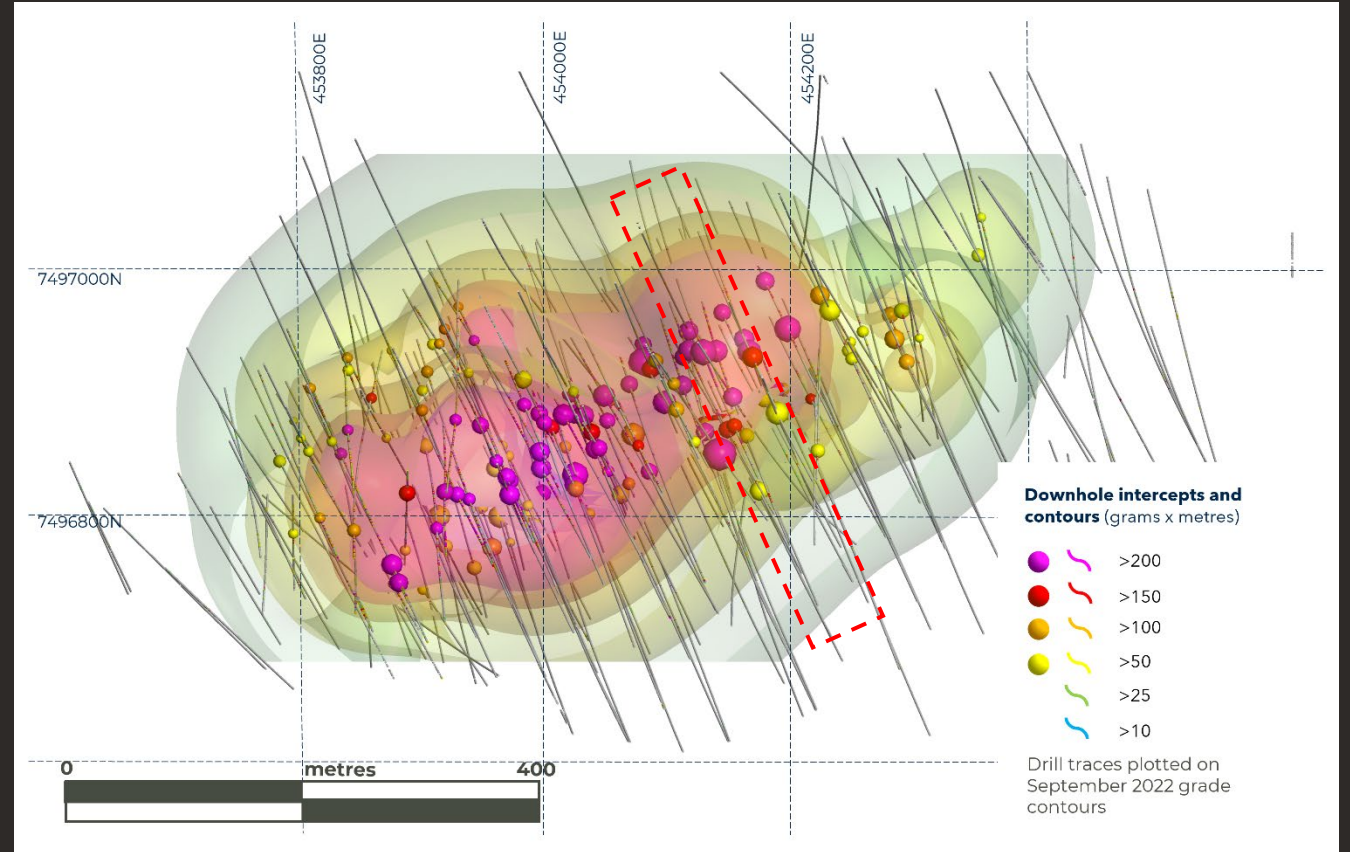 453800E
454000E
454200E
7497000N
7496800N
Downhole intercepts and
contours (grams x metres)
>200
>150
>100
>50
>25
>10
Drill traces plotted on
September 2022 grade
contours
0 metres 400